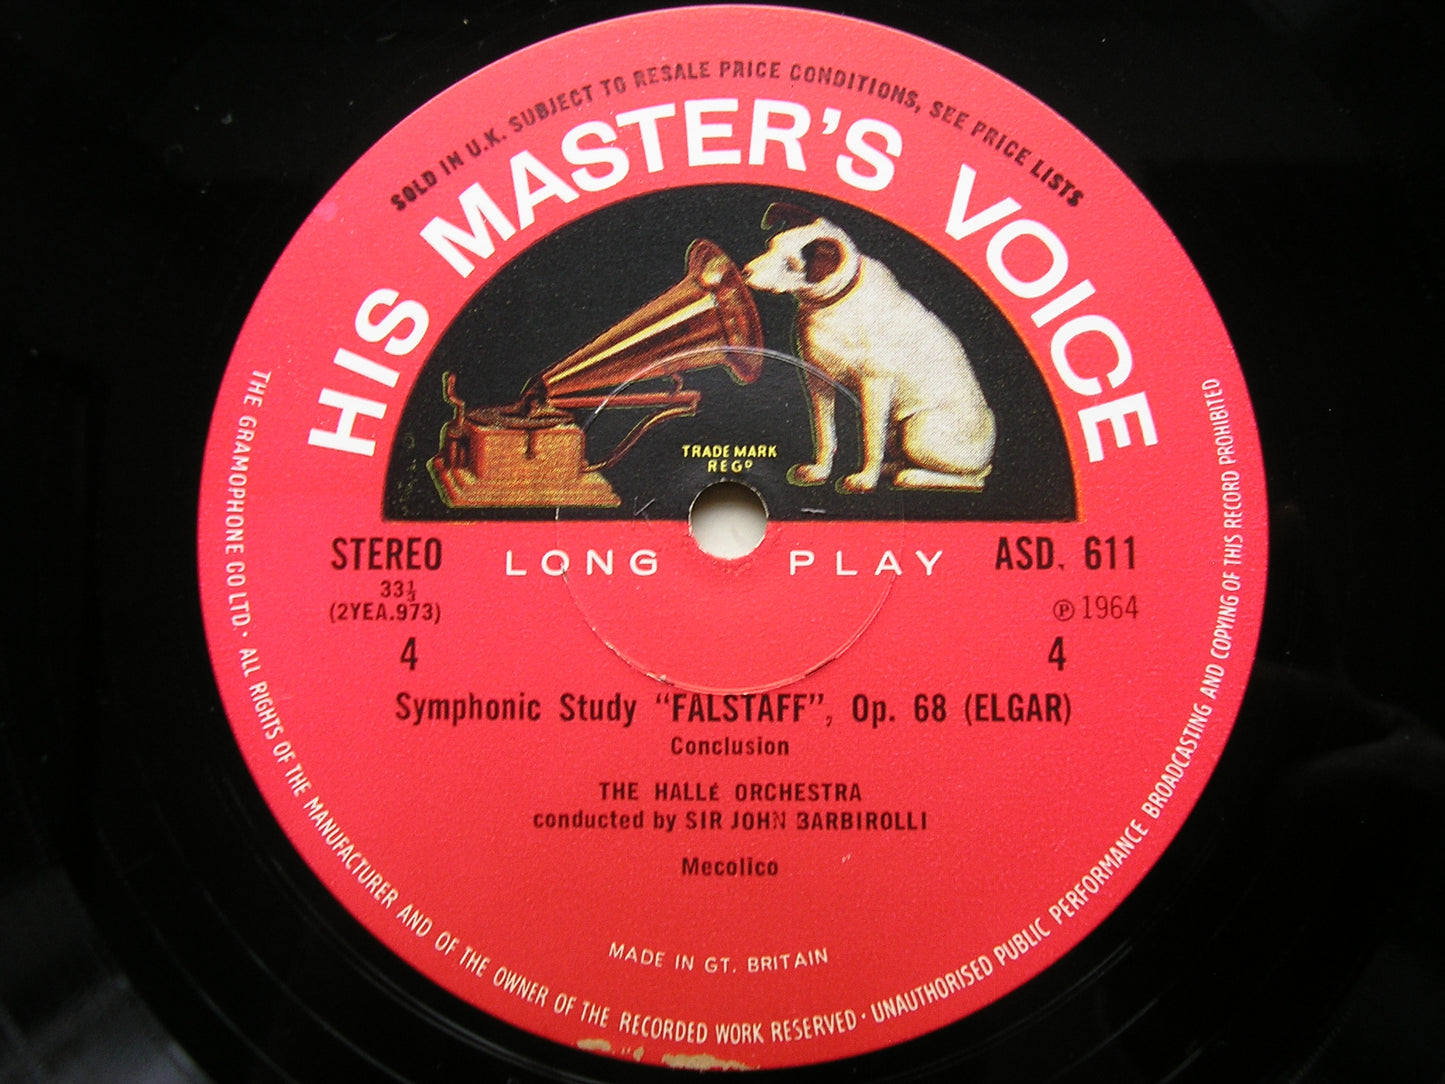 SOLD IN U.K. SUBJECT TO RESALE PRICE CONDITIONS, SEE PRICE LISTS
HIS MASTER'S VOICE
TRADE MARK
REGD
STEREO
LONG PLAY
ASD. 611
33⅓
(2YEA.973)
℗ 1964
4
4
Symphonic Study “FALSTAFF”, Op. 68 (ELGAR)
Conclusion
THE HALLÉ ORCHESTRA
conducted by SIR JOHN BARBIROLLI
Mecolico
MADE IN GT. BRITAIN
THE GRAMOPHONE CO LTD. · ALL RIGHTS OF THE MANUFACTURER AND OF THE OWNER OF THE RECORDED WORK RESERVED · UNAUTHORISED PUBLIC PERFORMANCE BROADCASTING AND COPYING OF THIS RECORD PROHIBITED